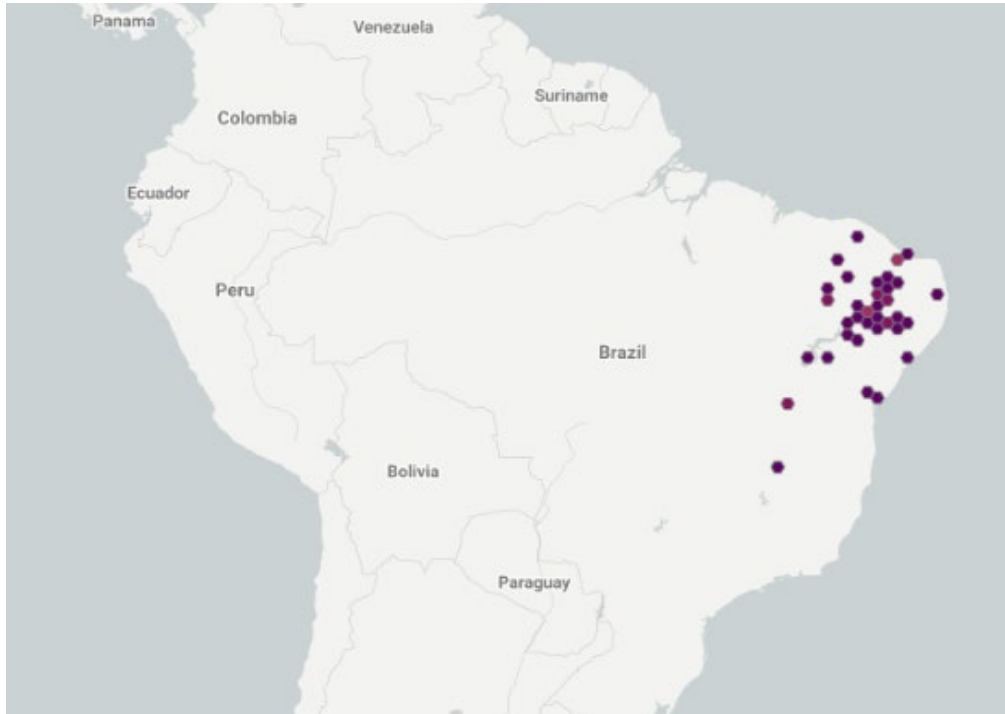 Panama
Venezuela
Suriname
Colombia
Ecuador
Peru
Brazil
Bolivia
Paraguay